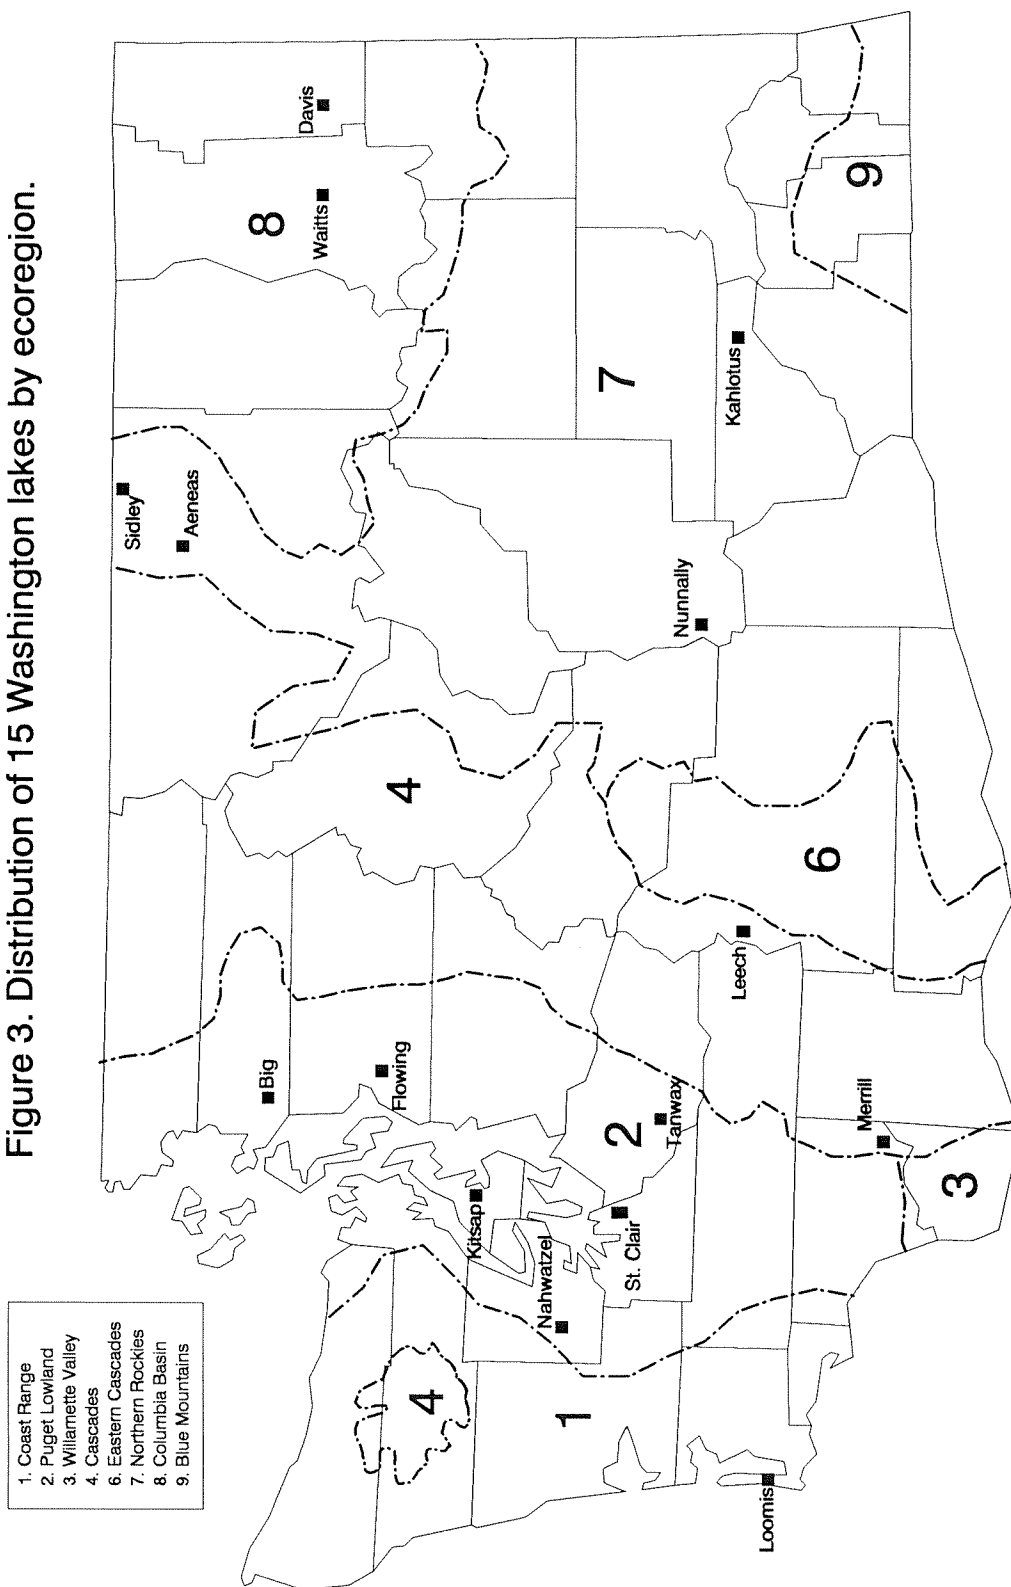 Figure 3. Distribution of 15 Washington lakes by ecoregion.
1. Coast Range
2. Puget Lowland
3. Willamette Valley
4. Cascades
6. Eastern Cascades
7. Northern Rockies
8. Columbia Basin
9. Blue Mountains
Sidley
Aeneas
8
Davis
Waitts
Big
Flowing
4
4
Kitsap
Nahwatzel
St. Clair
2
Tanwax
1
Nunnally
7
Kahlotus
Leech
6
Loomis
Merrill
3
9